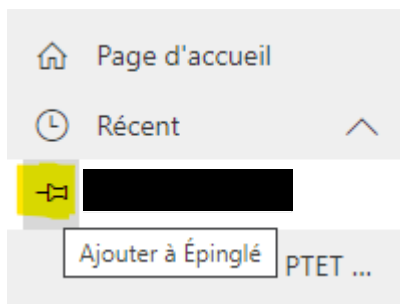 Page d'accueil
Récent
Ajouter à Épinglé
PTET ...